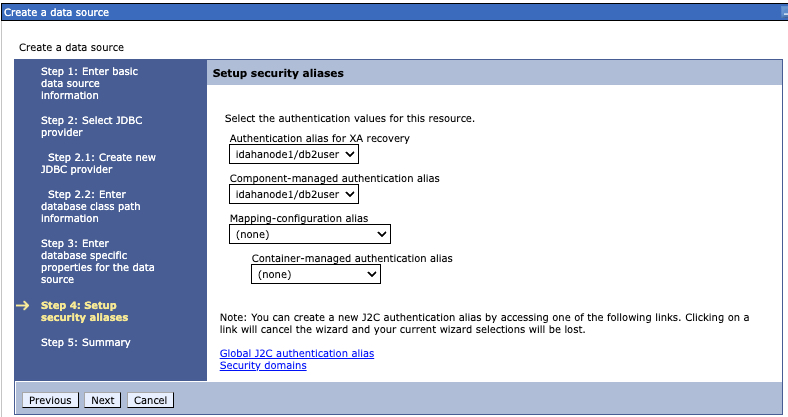 Create a data source
Create a data source
Step 1: Enter basic
data source
information
Step 2: Select JDBC
provider
Step 2.1: Create new
JDBC provider
Step 2.2: Enter
database class path
information
Step 3: Enter
database specific
properties for the data
source
Step 4: Setup
security aliases
Step 5: Summary
Setup security aliases
Select the authentication values for this resource.
Authentication alias for XA recovery
idahanode1/db2user
Component-managed authentication alias
idahanode1/db2user
Mapping-configuration alias
(none)
Container-managed authentication alias
(none)
Note: You can create a new J2C authentication alias by accessing one of the following links. Clicking on a
link will cancel the wizard and your current wizard selections will be lost.
Global J2C authentication alias
Security domains
Previous Next Cancel